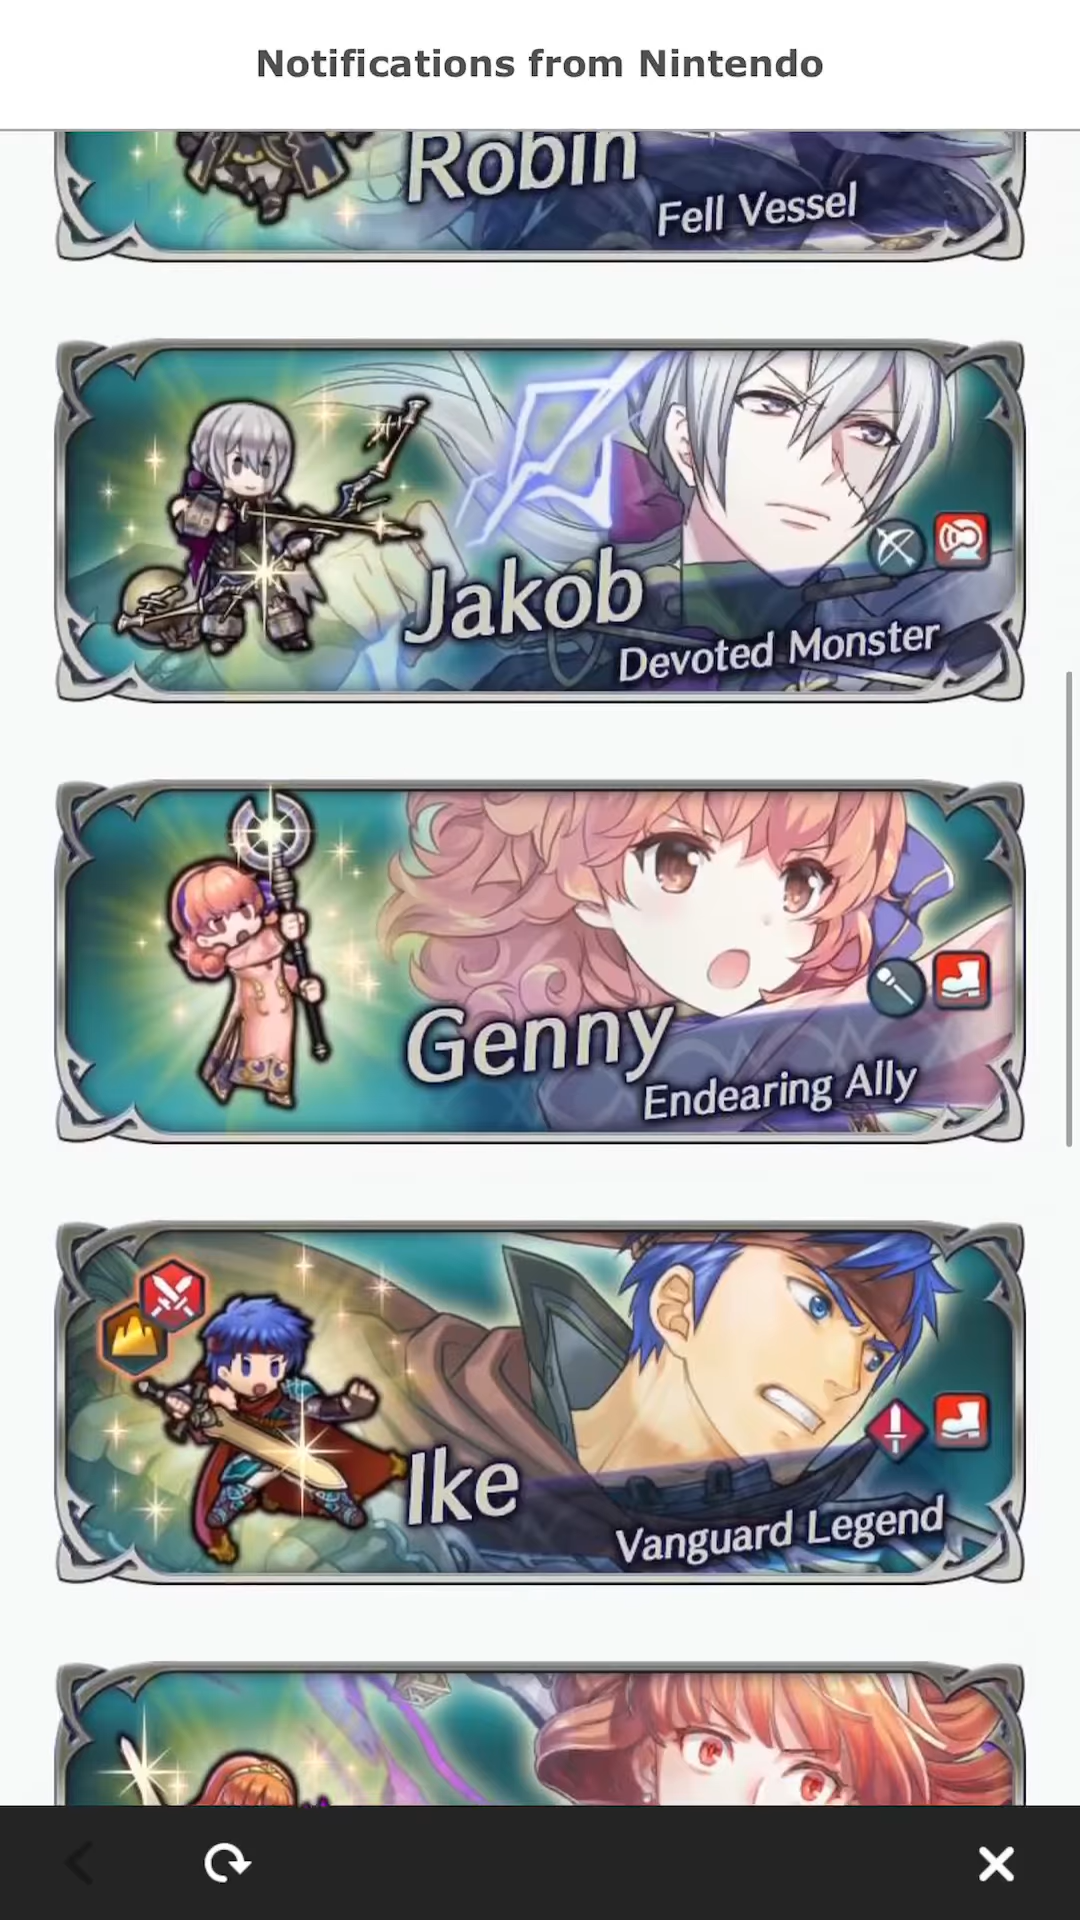 Notifications from Nintendo
Robin
Fell Vessel
Jakob
Devoted Monster
Genny
Endearing Ally
Ike
Vanguard Legend